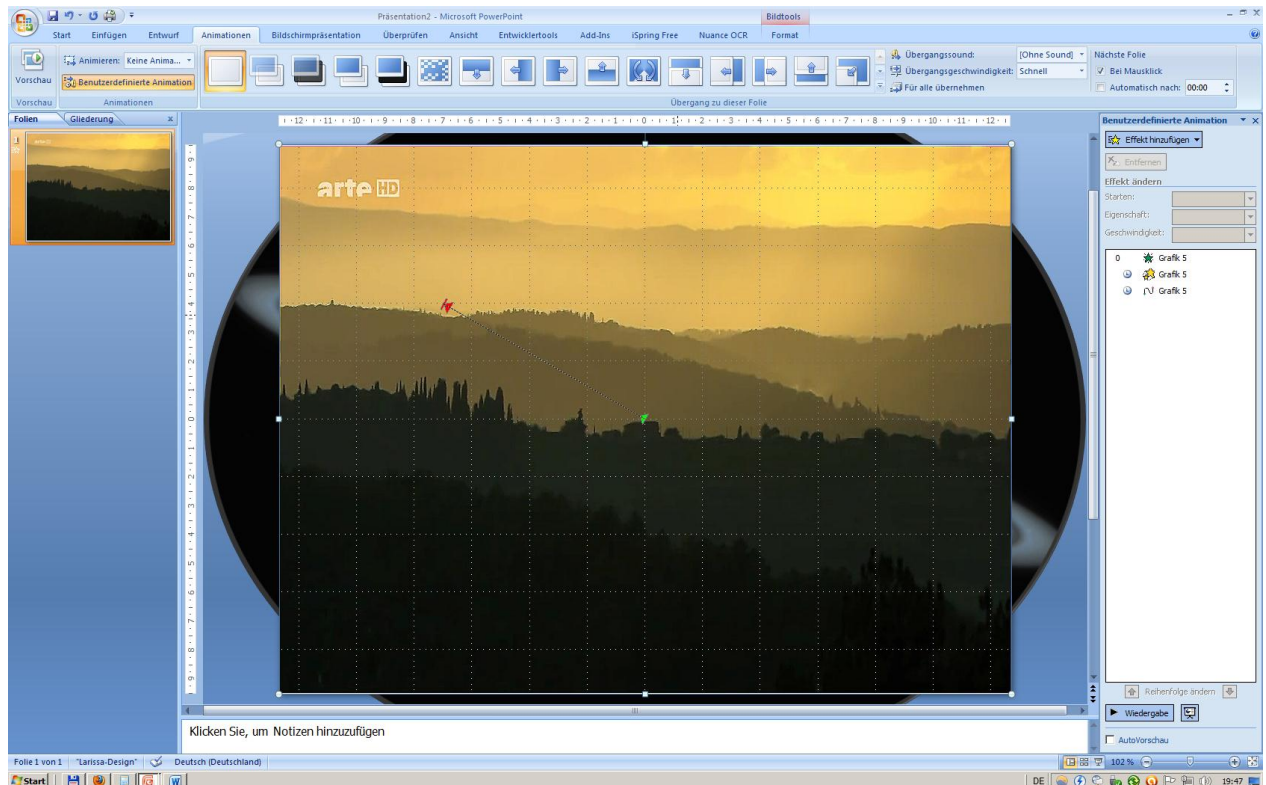 Präsentation2 - Microsoft PowerPoint
Bildtools
Start Einfügen Entwurf Animationen Bildschirmpräsentation Überprüfen Ansicht Entwicklertools Add-Ins iSpring Free Nuance OCR Format
Vorschau
Animieren: Keine Anima...
Benutzerdefinierte Animation
Übergangssound: [Ohne Sound]
Übergangsgeschwindigkeit: Schnell
Für alle übernehmen
Nächste Folie
Bei Mausklick
Automatisch nach: 00:00
Vorschau Animationen Übergang zu dieser Folie
Folien Gliederung
1
arte HD
Benutzerdefinierte Animation
Effekt hinzufügen
Entfernen
Effekt ändern
Starten:
Eigenschaft:
Geschwindigkeit:
0 Grafik 5
Grafik 5
Grafik 5
Reihenfolge ändern
Wiedergabe
AutoVorschau
Klicken Sie, um Notizen hinzuzufügen
Folie 1 von 1 "Larissa-Design" Deutsch (Deutschland) 102 %
Start DE 19:47